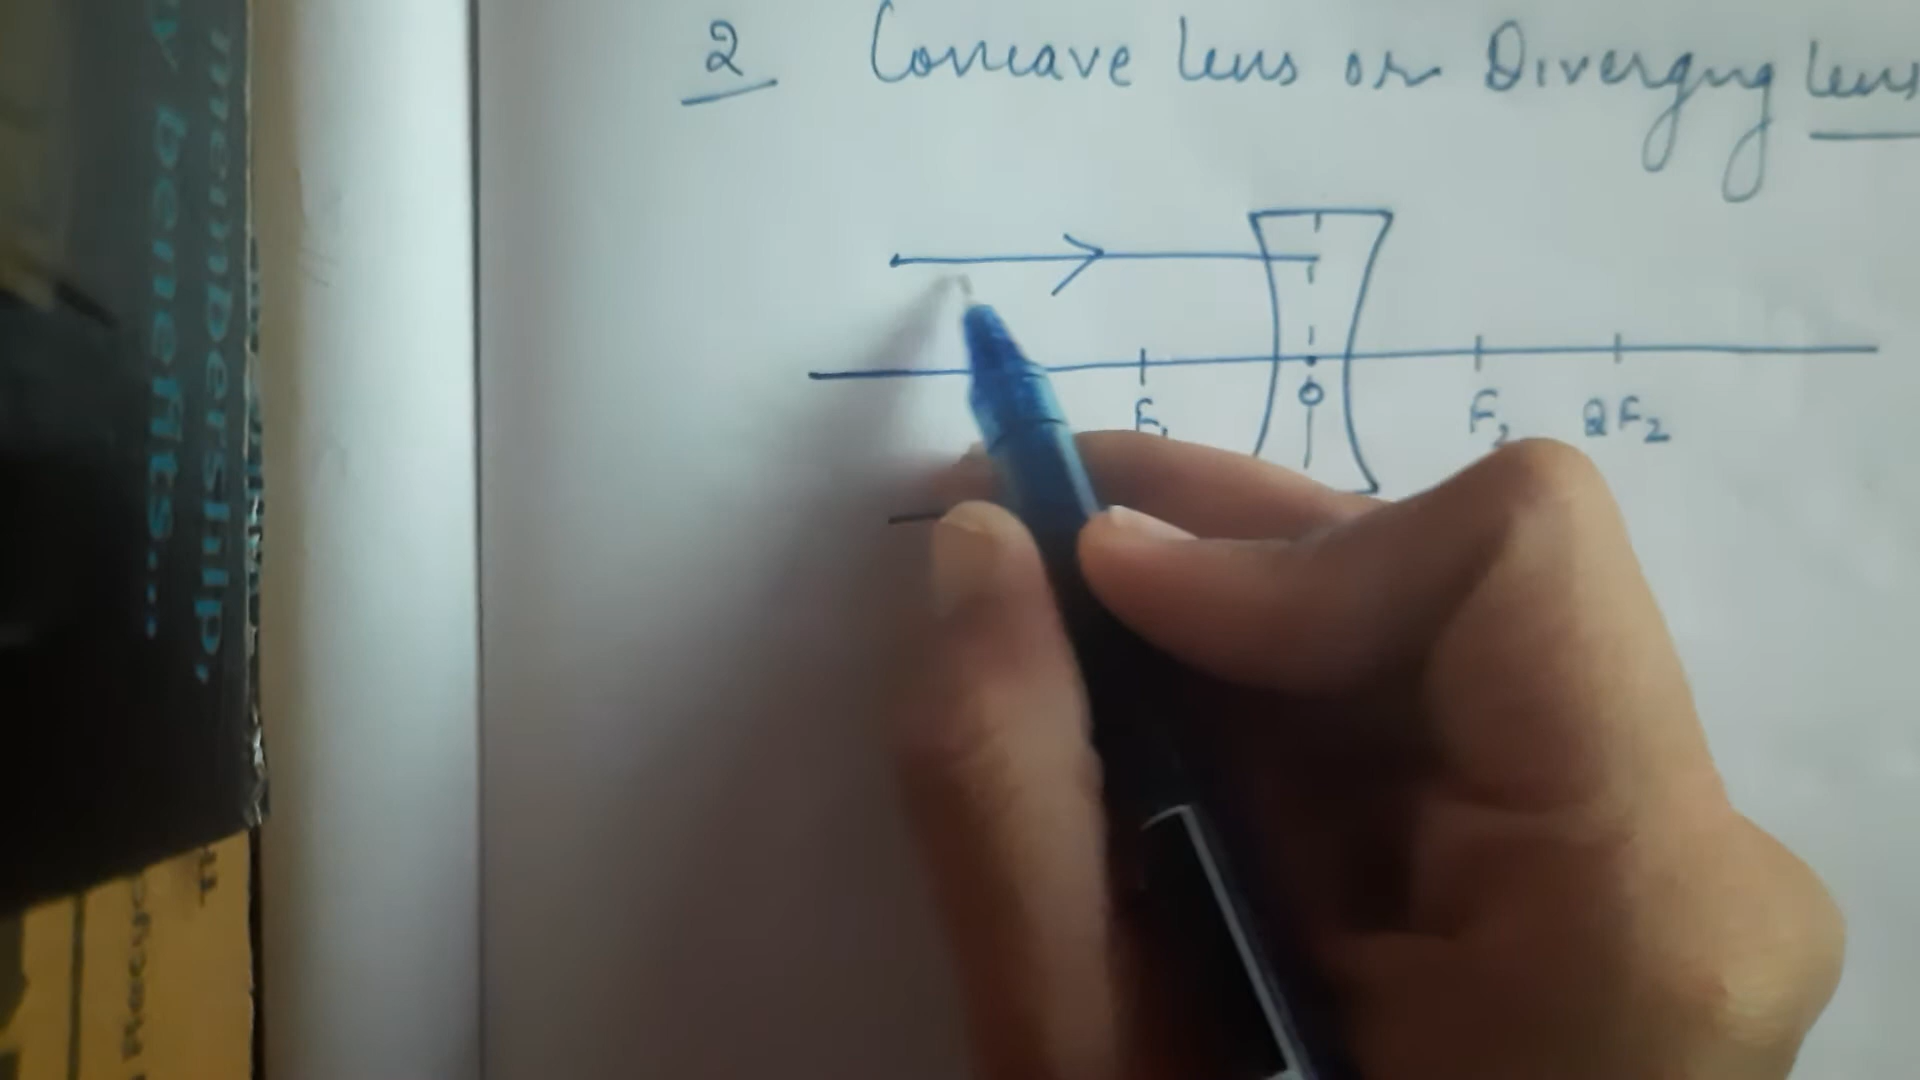 2 Concave lens or Diverging lens
F₁ O F₂ 2F₂
membership,
y benefits...